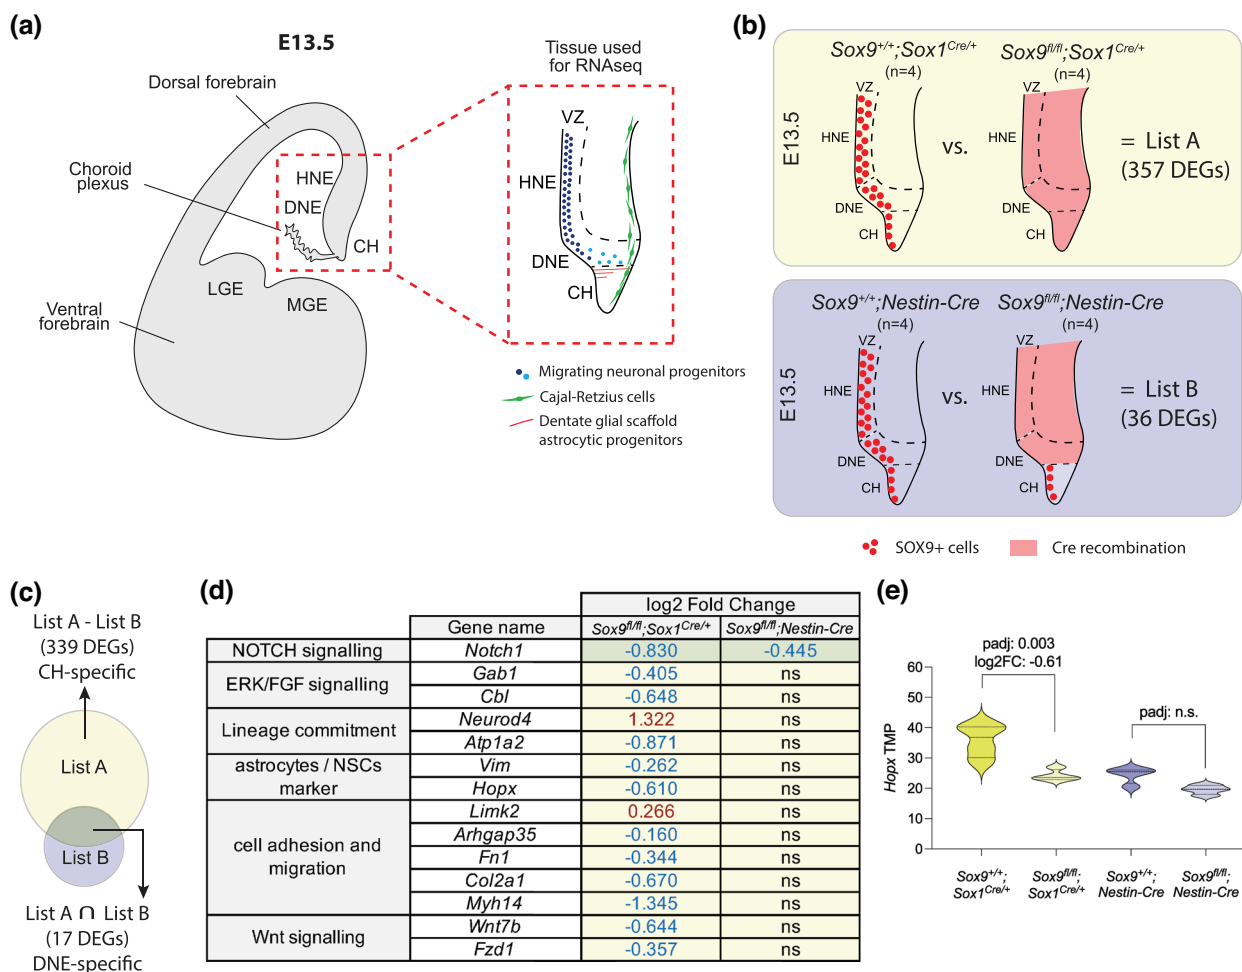 (a)
E13.5
Dorsal forebrain
Choroid
plexus
HNE
DNE
CH
LGE
MGE
Ventral
forebrain
Tissue used
for RNAseq
VZ
HNE
DNE
CH
Migrating neuronal progenitors
Cajal-Retzius cells
Dentate glial scaffold
astrocytic progenitors
(b)
E13.5
Sox9+/+;Sox1Cre/+
(n=4)
VZ
HNE
DNE
CH
vs.
Sox9fl/fl;Sox1Cre/+
(n=4)
VZ
HNE
DNE
CH
= List A
(357 DEGs)
E13.5
Sox9+/+;Nestin-Cre
(n=4)
VZ
HNE
DNE
CH
vs.
Sox9fl/fl;Nestin-Cre
(n=4)
VZ
HNE
DNE
CH
= List B
(36 DEGs)
SOX9+ cells
Cre recombination
(c)
List A - List B
(339 DEGs)
CH-specific
List A
List B
List A ∩ List B
(17 DEGs)
DNE-specific
(d)
log2 Fold Change
Gene name Sox9fl/fl;Sox1Cre/+ Sox9fl/fl;Nestin-Cre
NOTCH signalling Notch1 -0.830 -0.445
ERK/FGF signalling Gab1 -0.405 ns
Cbl -0.648 ns
Lineage commitment Neurod4 1.322 ns
Atp1a2 -0.871 ns
astrocytes / NSCs
marker
Vim -0.262 ns
Hopx -0.610 ns
cell adhesion and
migration
Limk2 0.266 ns
Arhgap35 -0.160 ns
Fn1 -0.344 ns
Col2a1 -0.670 ns
Myh14 -1.345 ns
Wnt signalling Wnt7b -0.644 ns
Fzd1 -0.357 ns
(e)
padj: 0.003
log2FC: -0.61
padj: n.s.
Hopx TMP
60
50
40
30
20
10
0
Sox9+/+;
Sox1Cre/+
Sox9fl/fl;
Sox1Cre/+
Sox9+/+;
Nestin-Cre
Sox9fl/fl;
Nestin-Cre